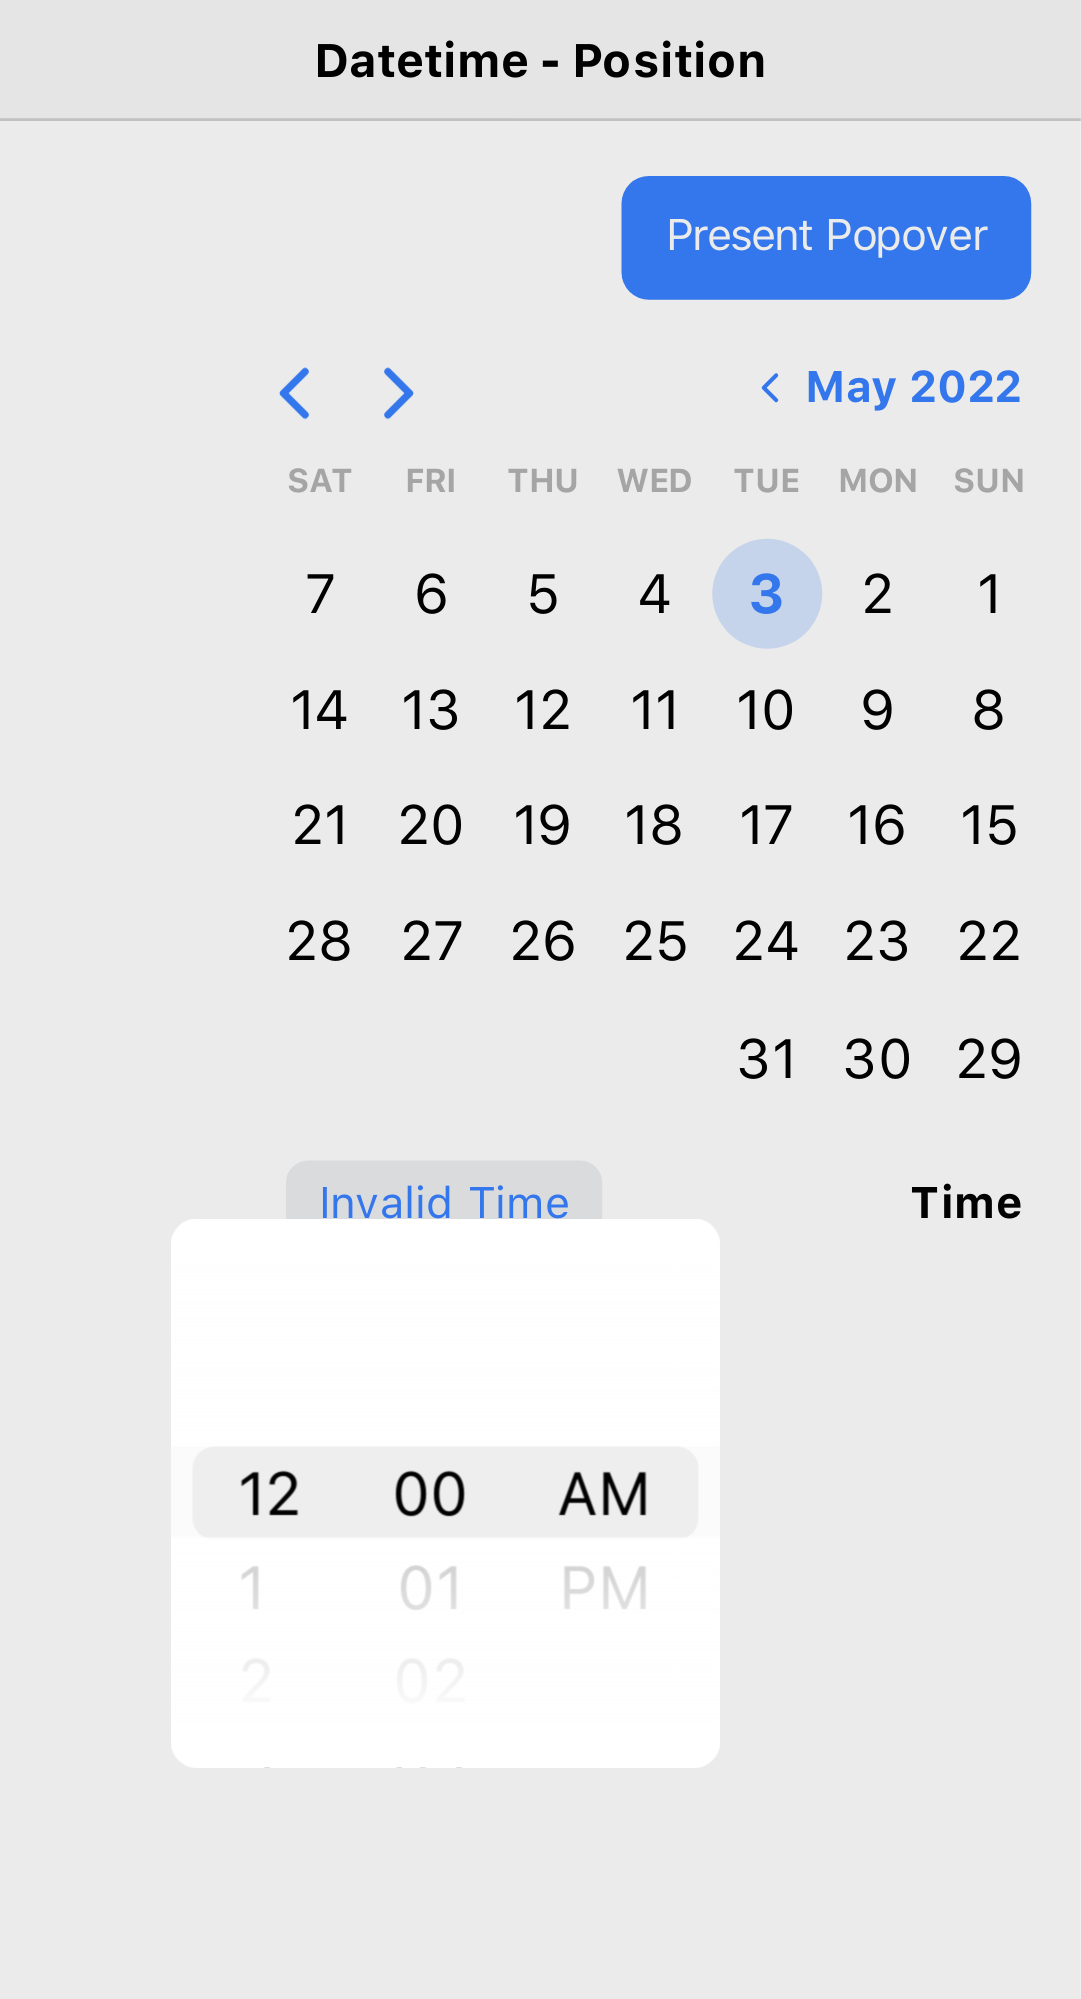 Datetime - Position
Present Popover
May 2022
SAT FRI THU WED TUE MON SUN
7 6 5 4 3 2 1
14 13 12 11 10 9 8
21 20 19 18 17 16 15
28 27 26 25 24 23 22
31 30 29
Invalid Time Time
12 00 AM
1 01 PM
2 02